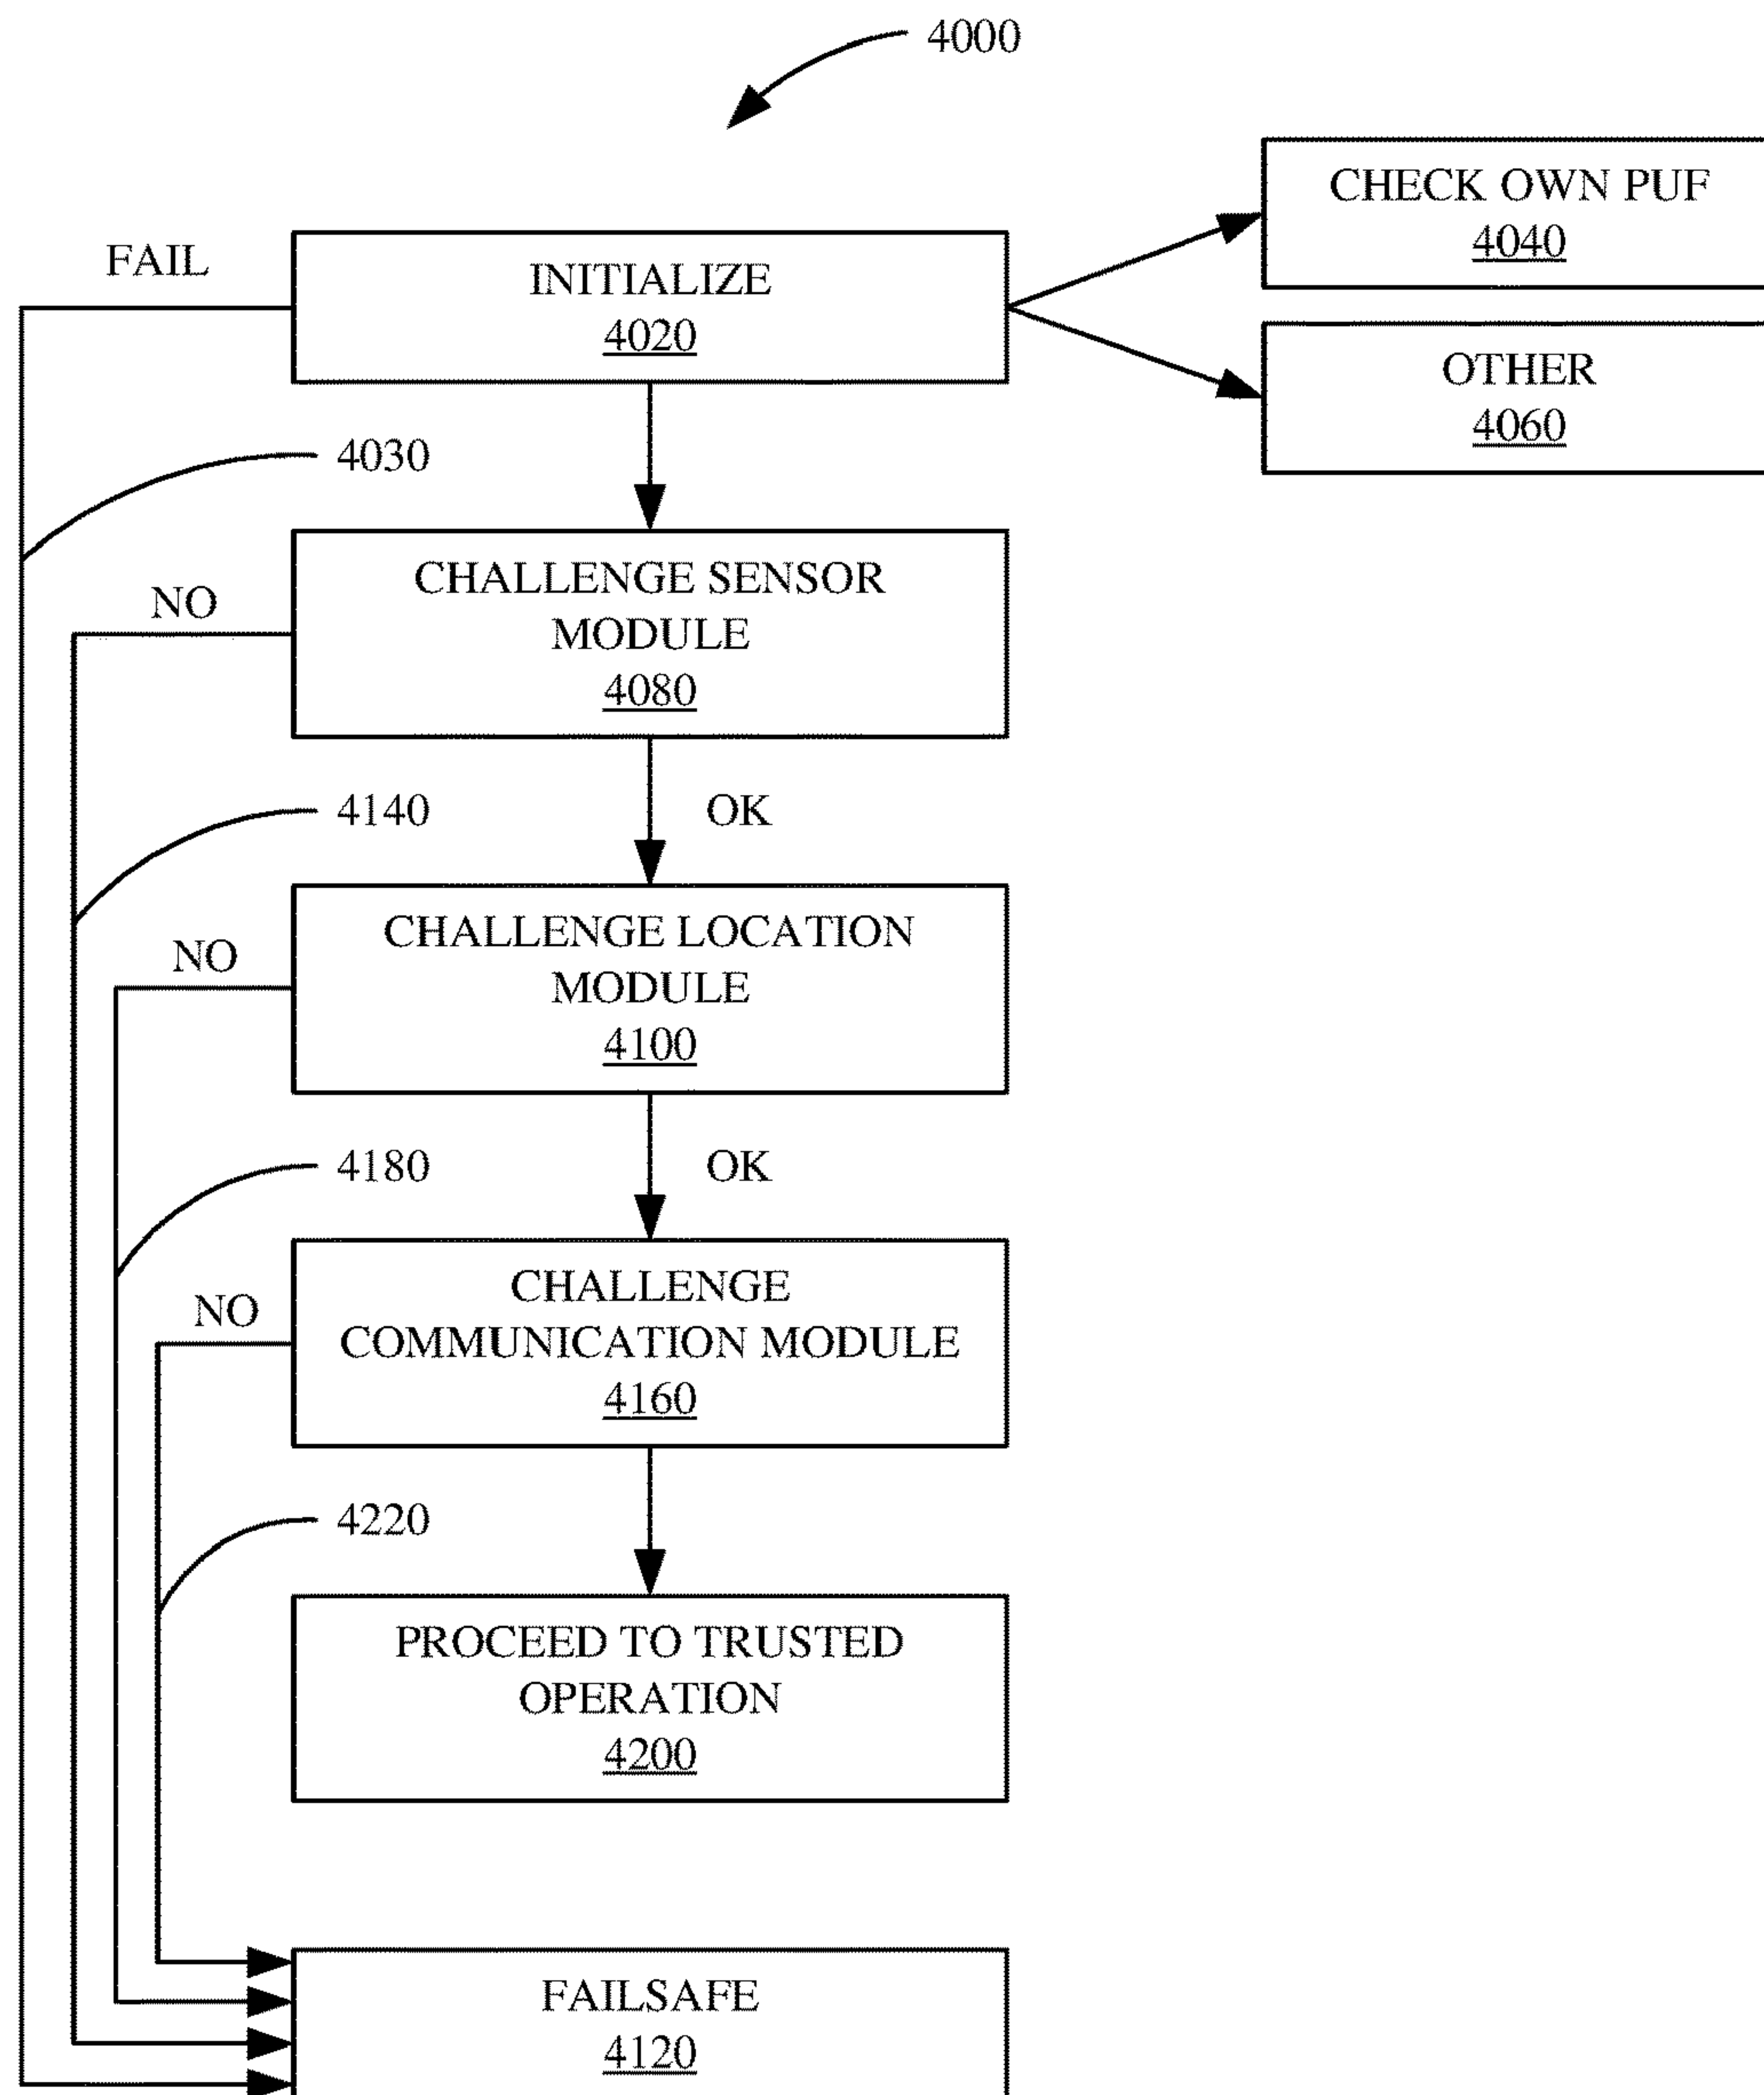 4000
CHECK OWN PUF
4040
FAIL
INITIALIZE
4020
OTHER
4060
4030
CHALLENGE SENSOR
MODULE
4080
NO
4140
OK
CHALLENGE LOCATION
MODULE
4100
NO
4180
OK
CHALLENGE
COMMUNICATION MODULE
4160
NO
4220
PROCEED TO TRUSTED
OPERATION
4200
FAILSAFE
4120